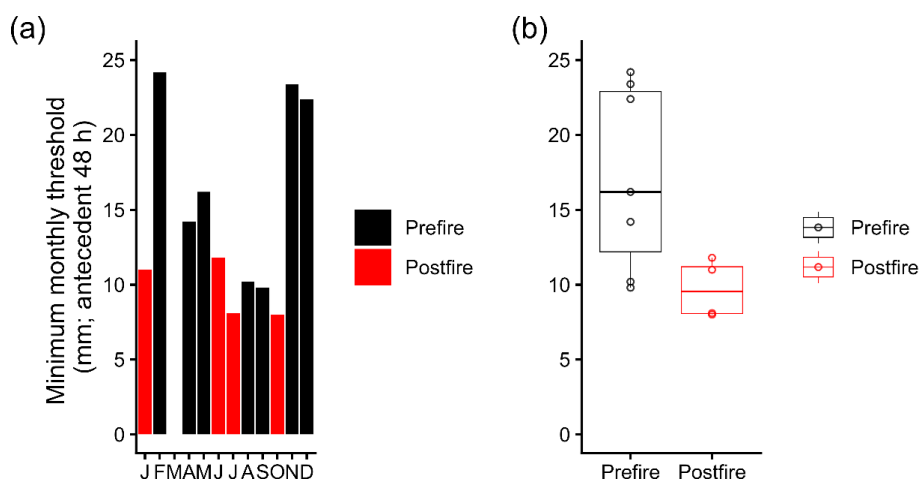 (a)
Minimum monthly threshold
(mm; antecedent 48 h)
25
20
15
10
5
0
J F M A M J J A S O N D
Prefire
Postfire
(b)
25
20
15
10
5
0
Prefire Postfire
Prefire
Postfire